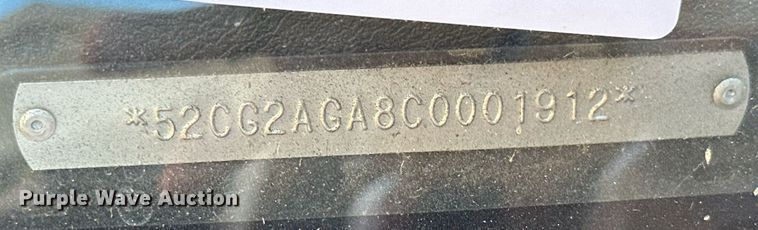 *52CG2AGA8C0001912*
Purple Wave Auction